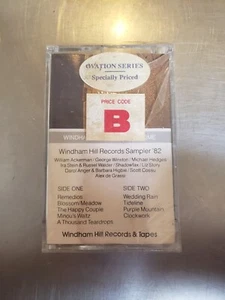 OVATION SERIES
Specially Priced
PRICE CODE
B
WINDHAM
Windham Hill Records Sampler '82
William Ackerman / George Winston / Michael Hedges
Ira Stein & Russel Walder / Shadowfax / Liz Story
Darol Anger & Barbara Higbie / Scott Cossu
Alex de Grassi
SIDE ONE
Remedios
Blossom/Meadow
The Happy Couple
Minou's Waltz
A Thousand Teardrops
SIDE TWO
Wedding Rain
Tideline
Purple Mountain
Clockwork
Windham Hill Records & Tapes